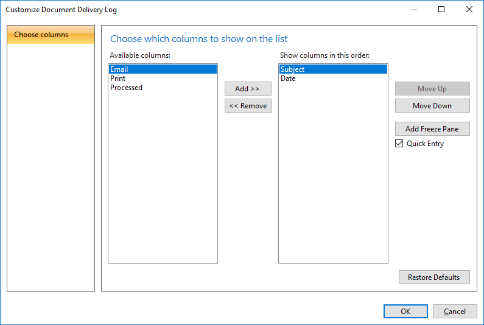 Customize Document Delivery Log
Choose columns
Choose which columns to show on the list
Available columns:
Show columns in this order:
Email
Print
Processed
Add >>
<< Remove
Subject
Date
Move Up
Move Down
Add Freeze Pane
Quick Entry
Restore Defaults
OK
Cancel